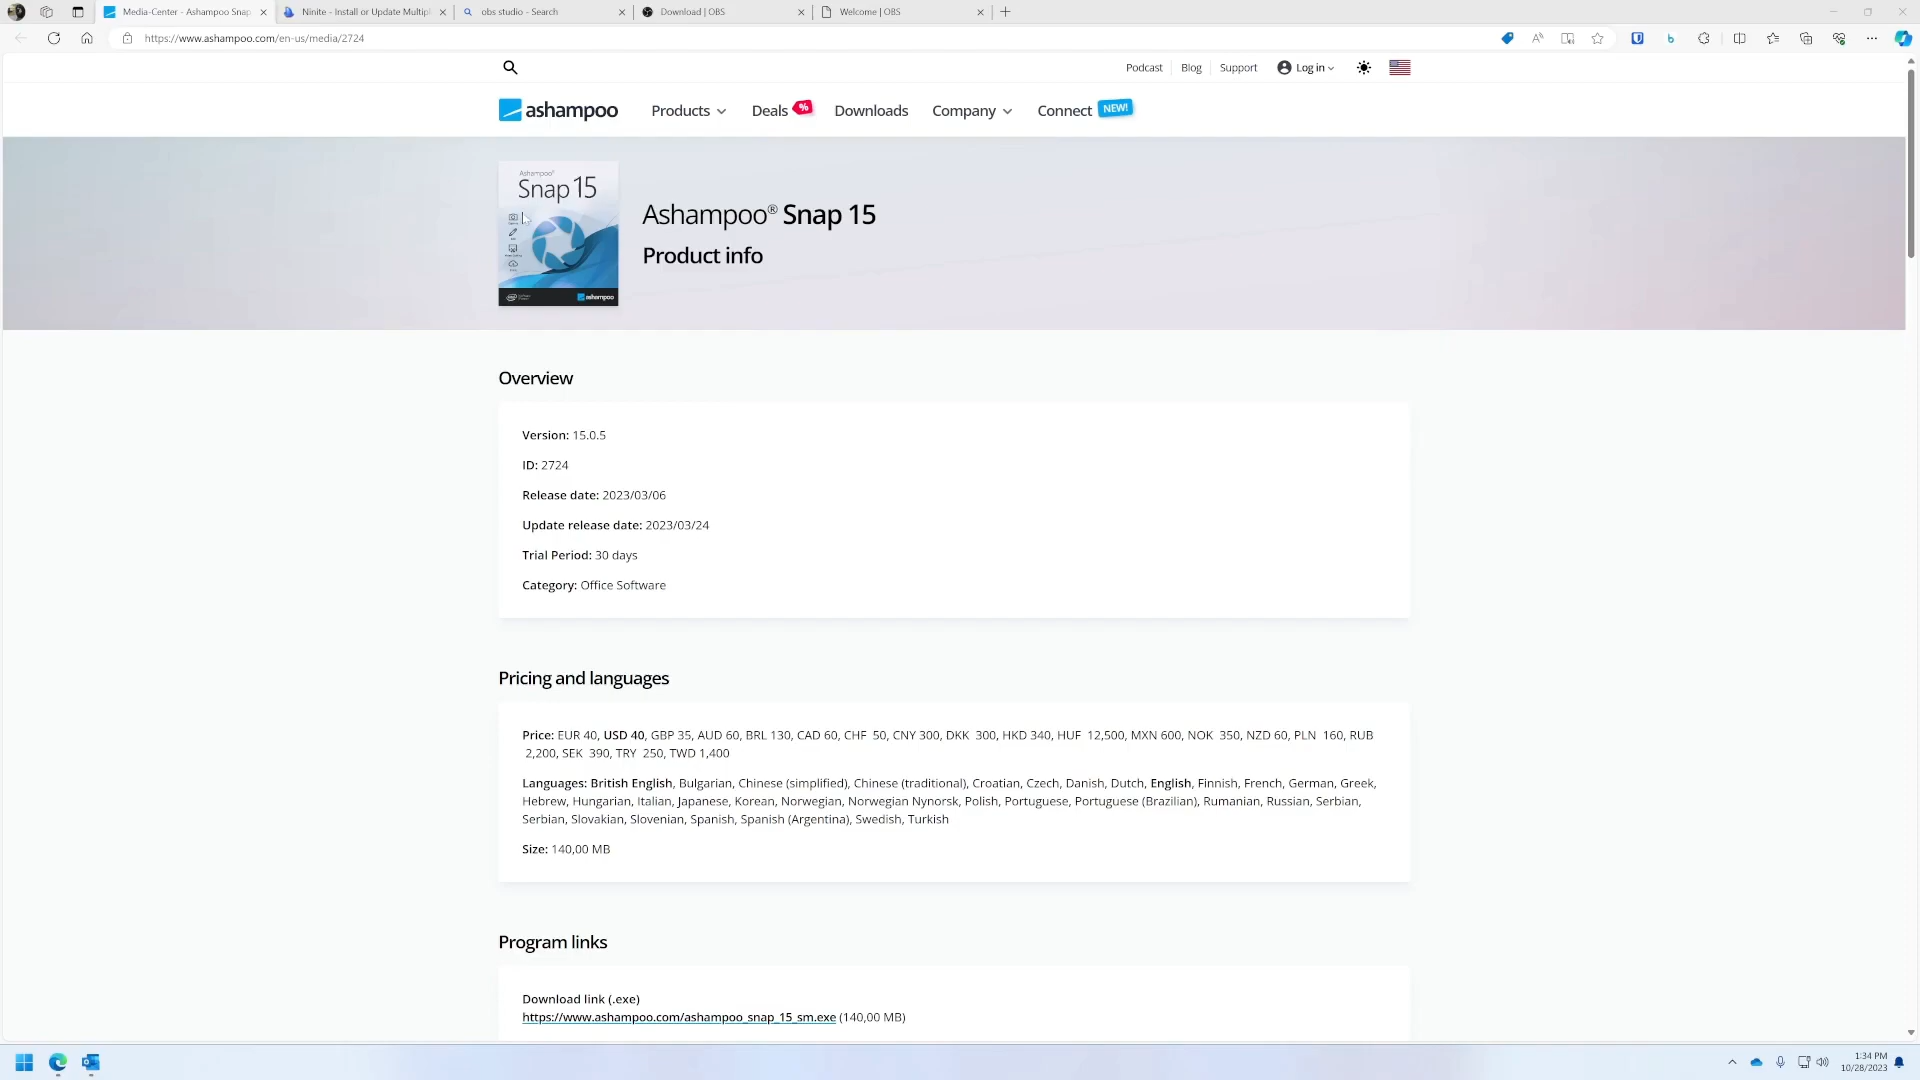 Media-Center - Ashampoo Snap
Ninite - Install or Update Multipl
obs studio - Search
Download | OBS
Welcome | OBS
https://www.ashampoo.com/en-us/media/2724
Podcast
Blog
Support
Log in
ashampoo
Products
Deals
%
Downloads
Company
Connect
NEW!
Ashampoo®
Snap 15
ashampoo
Ashampoo® Snap 15
Product info
Overview
Version: 15.0.5
ID: 2724
Release date: 2023/03/06
Update release date: 2023/03/24
Trial Period: 30 days
Category: Office Software
Pricing and languages
Price: EUR 40, USD 40, GBP 35, AUD 60, BRL 130, CAD 60, CHF 50, CNY 300, DKK 300, HKD 340, HUF 12,500, MXN 600, NOK 350, NZD 60, PLN 160, RUB
2,200, SEK 390, TRY 250, TWD 1,400
Languages: British English, Bulgarian, Chinese (simplified), Chinese (traditional), Croatian, Czech, Danish, Dutch, English, Finnish, French, German, Greek,
Hebrew, Hungarian, Italian, Japanese, Korean, Norwegian, Norwegian Nynorsk, Polish, Portuguese, Portuguese (Brazilian), Rumanian, Russian, Serbian,
Serbian, Slovakian, Slovenian, Spanish, Spanish (Argentina), Swedish, Turkish
Size: 140,00 MB
Program links
Download link (.exe)
https://www.ashampoo.com/ashampoo_snap_15_sm.exe (140,00 MB)
1:34 PM
10/28/2023